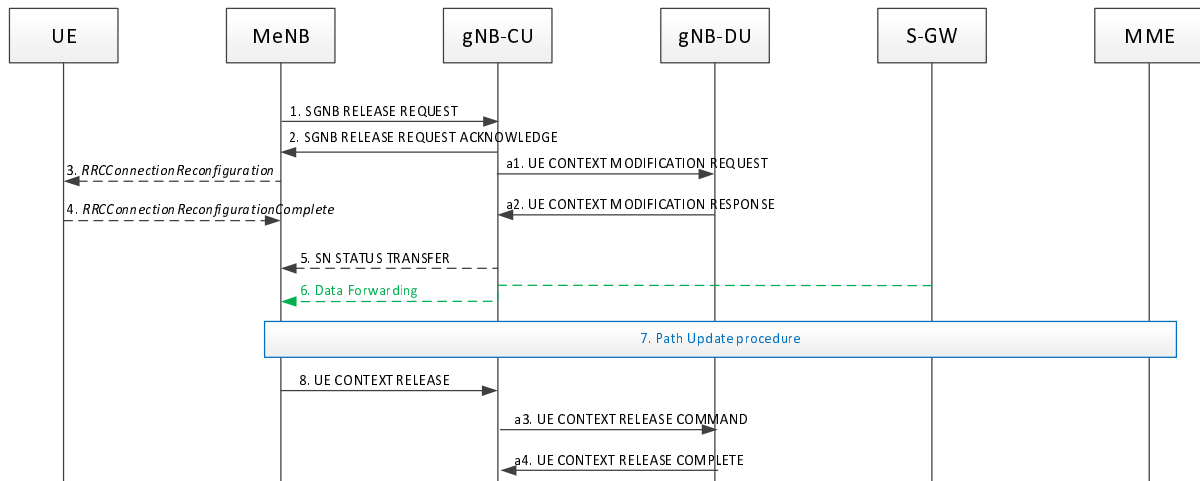 UE
MeNB
gNB-CU
gNB-DU
S-GW
MME
1. SGNB RELEASE REQUEST
2. SGNB RELEASE REQUEST ACKNOWLEDGE
a1. UE CONTEXT MODIFICATION REQUEST
3. RRCConnectionReconfiguration
a2. UE CONTEXT MODIFICATION RESPONSE
4. RRCConnectionReconfigurationComplete
5. SN STATUS TRANSFER
6. Data Forwarding
7. Path Update procedure
8. UE CONTEXT RELEASE
a3. UE CONTEXT RELEASE COMMAND
a4. UE CONTEXT RELEASE COMPLETE